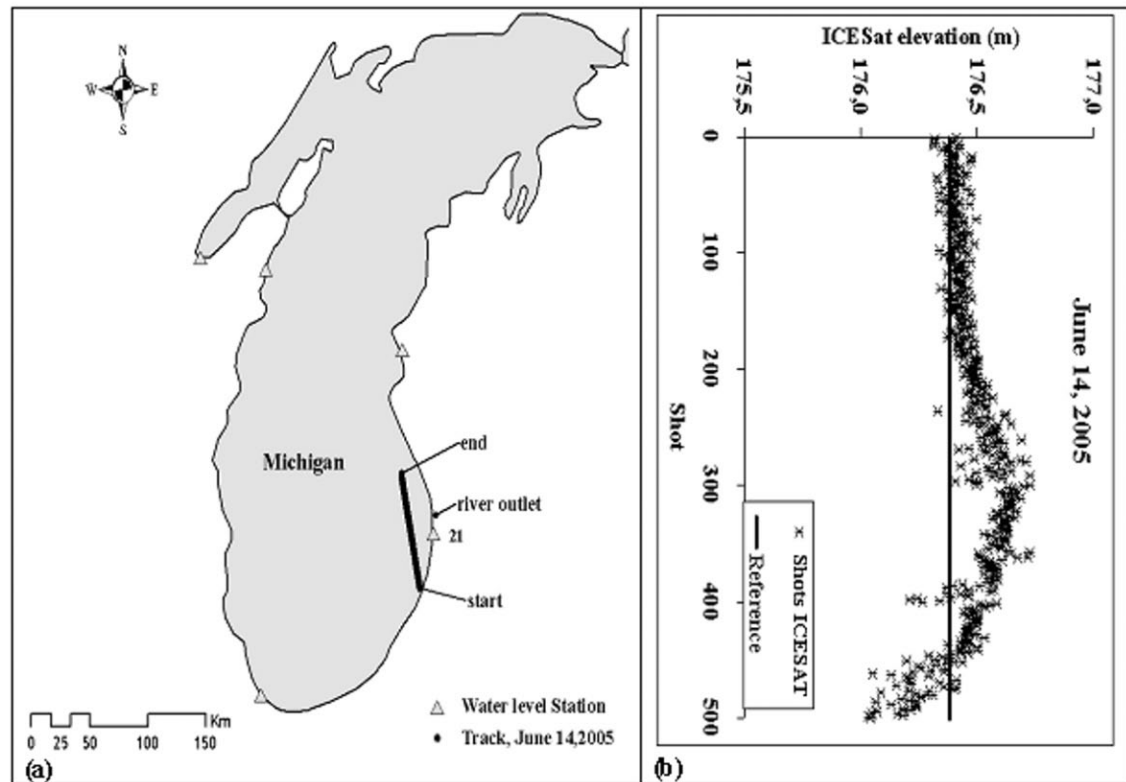 N
W E
S
end
Michigan
river outlet
21
start
Water level Station
Track, June 14,2005
Km
0 25 50 100 150
(a)
ICESat elevation (m)
175,5 176,0 176,5 177,0
0
100
200
300
400
500
Shot
June 14, 2005
Shots ICESAT
Reference
(b)